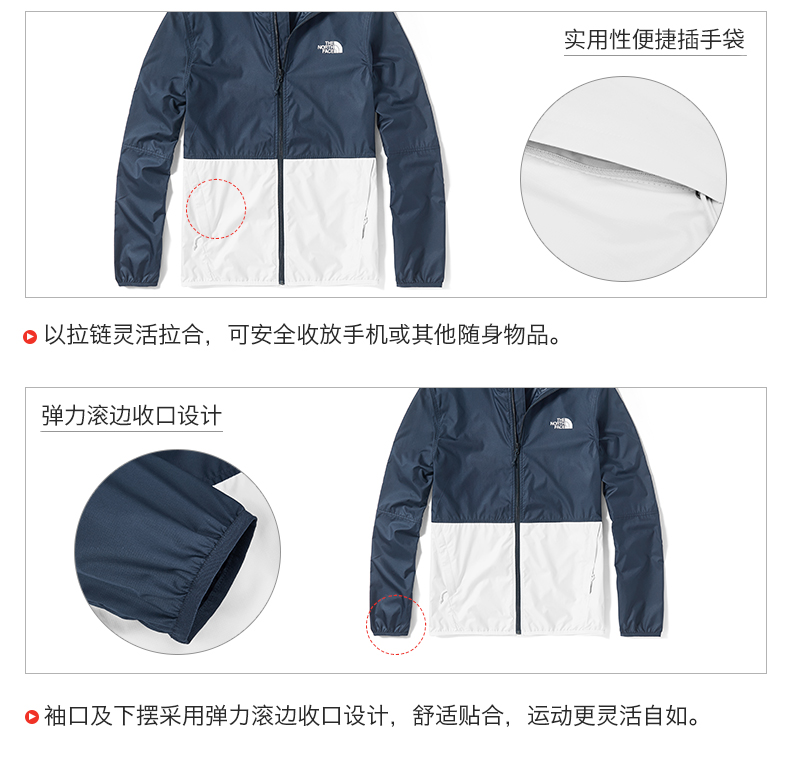 THE
NORTH
FACE
实用性便捷插手袋
以拉链灵活拉合，可安全收放手机或其他随身物品。
弹力滚边收口设计
THE
NORTH
FACE
袖口及下摆采用弹力滚边收口设计，舒适贴合，运动更灵活自如。